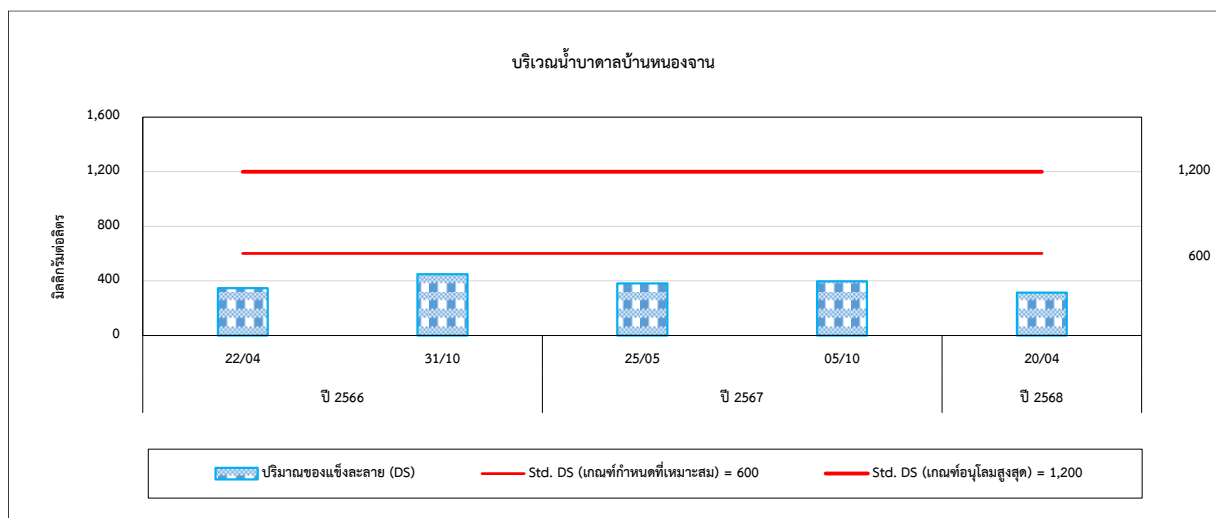 บริเวณน้ำบาดาลบ้านหนองจาน
1,600
1,200
800
400
0
มิลลิกรัมต่อลิตร
1,200
600
22/04 31/10 25/05 05/10 20/04
ปี 2566 ปี 2567 ปี 2568
ปริมาณของแข็งละลาย (DS) Std. DS (เกณฑ์กำหนดที่เหมาะสม) = 600 Std. DS (เกณฑ์อนุโลมสูงสุด) = 1,200